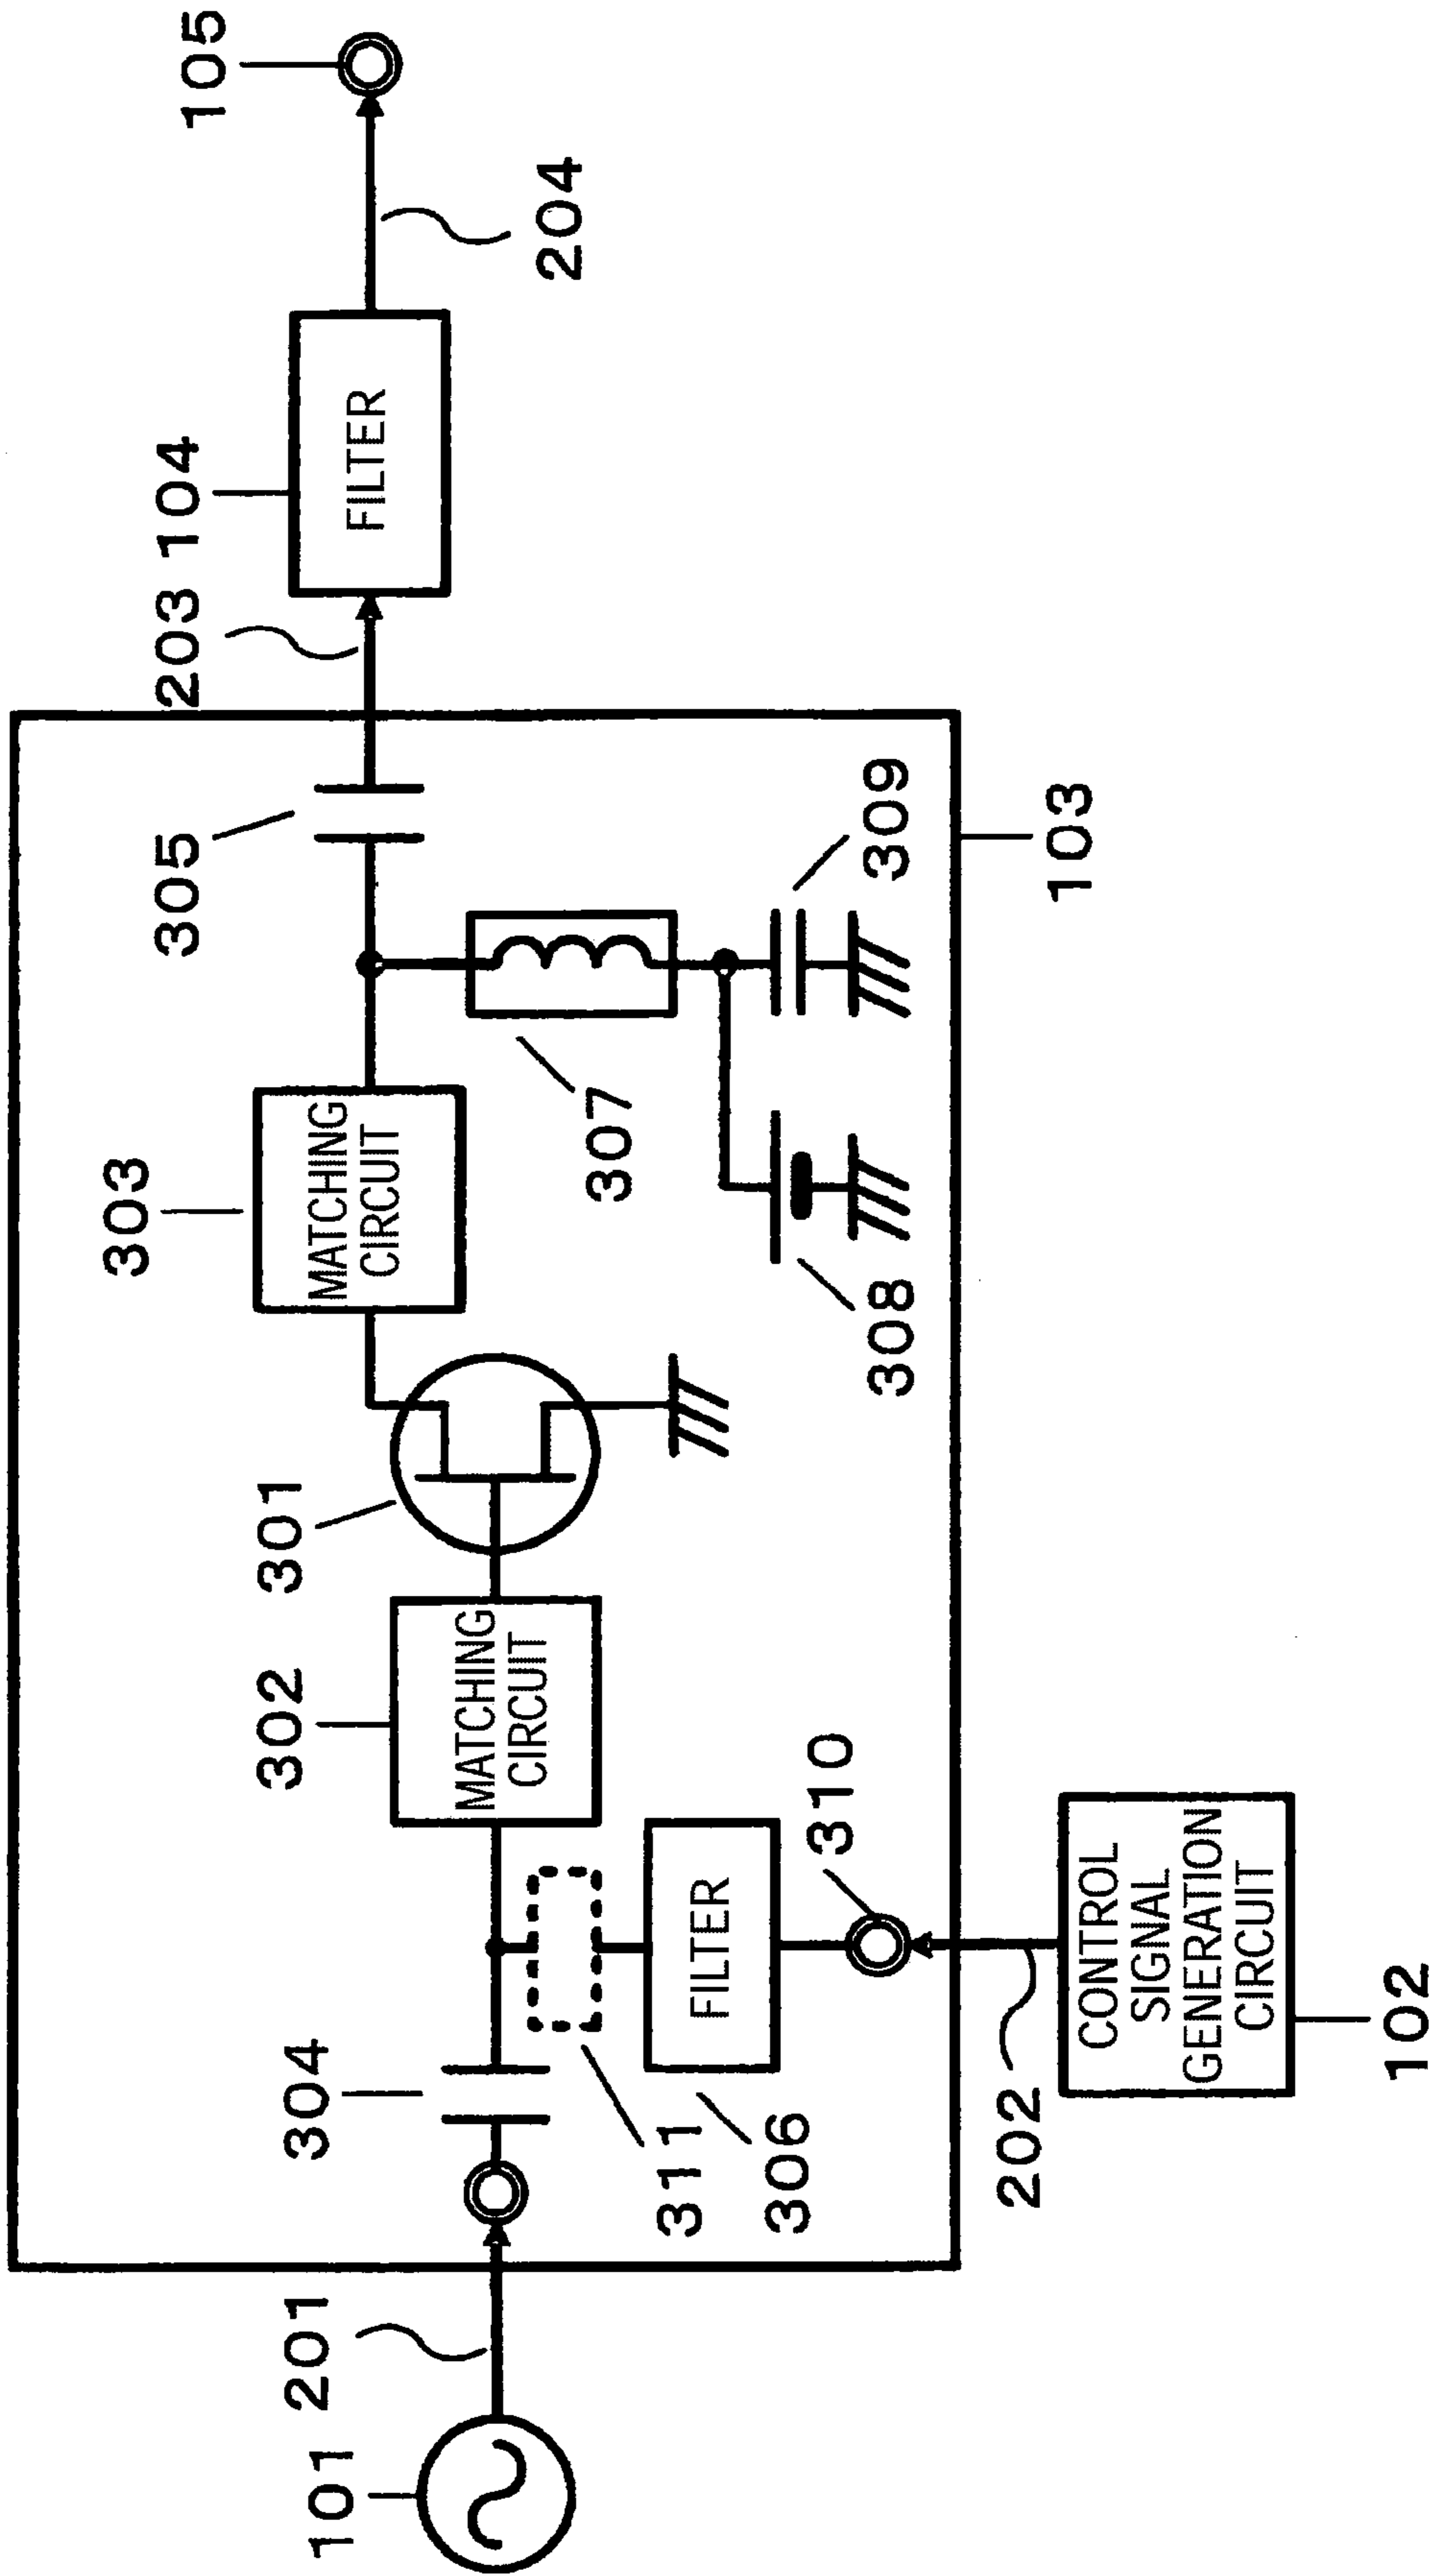 105
204
104
FILTER
203
305
309
103
303
MATCHING
CIRCUIT
307
308
301
302
MATCHING
CIRCUIT
310
304
311
306
FILTER
202
CONTROL
SIGNAL
GENERATION
CIRCUIT
102
201
101